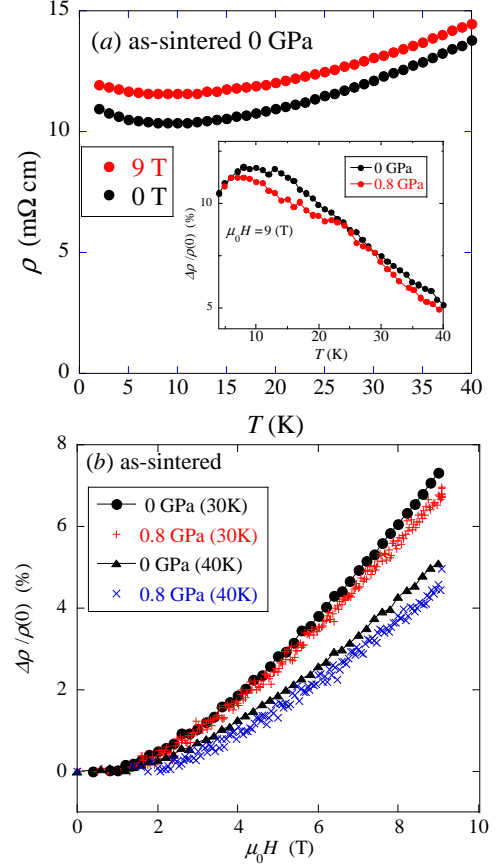 (a) as-sintered 0 GPa
15
10
5
0
ρ (mΩ cm)
9 T
0 T
0 GPa
0.8 GPa
μ₀H = 9 (T)
Δρ/ρ(0) (%)
11
5
10
20
30
40
T (K)
0
5
10
15
20
25
30
35
40
T (K)
(b) as-sintered
0 GPa (30K)
0.8 GPa (30K)
0 GPa (40K)
0.8 GPa (40K)
8
6
4
2
0
Δρ/ρ(0) (%)
0
2
4
6
8
10
μ₀H (T)